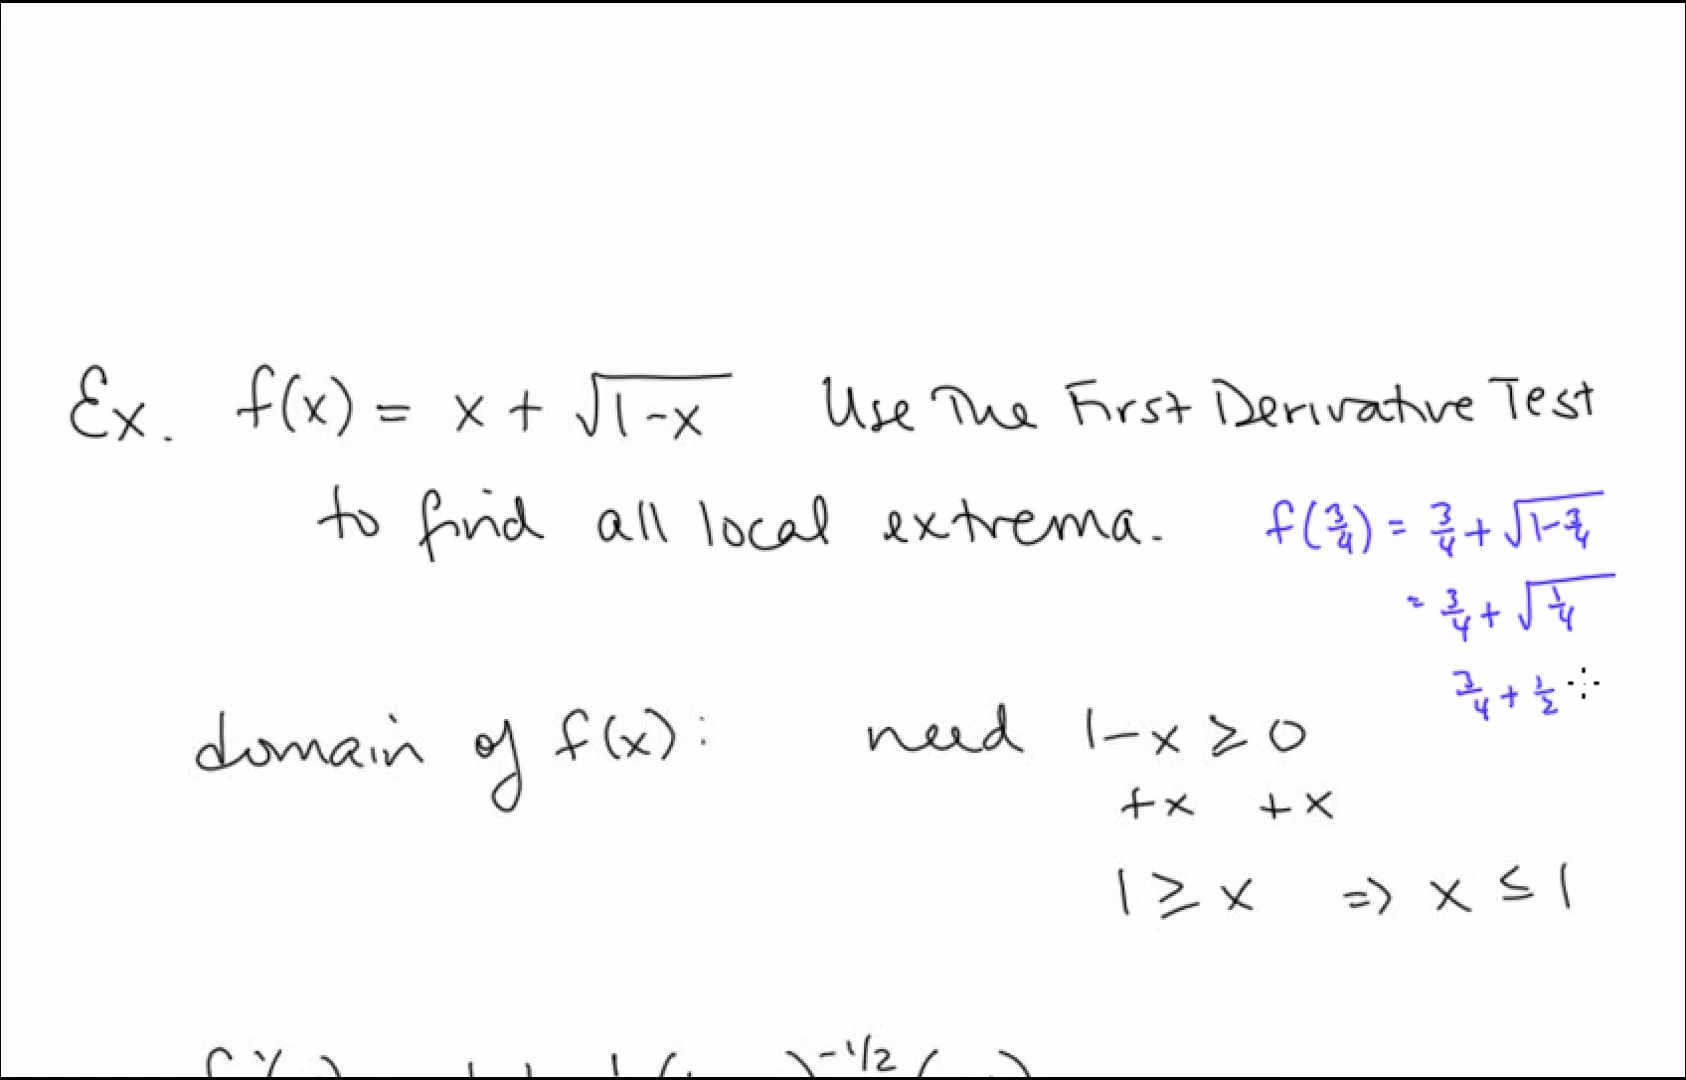 Ex. f(x) = x + √(1-x) Use The First Derivative Test
to find all local extrema.
f(3/4) = 3/4 + √(1-3/4)
= 3/4 + √(1/4)
3/4 + 1/2
domain of f(x): need 1-x ≥ 0
+x +x
1 ≥ x => x ≤ 1